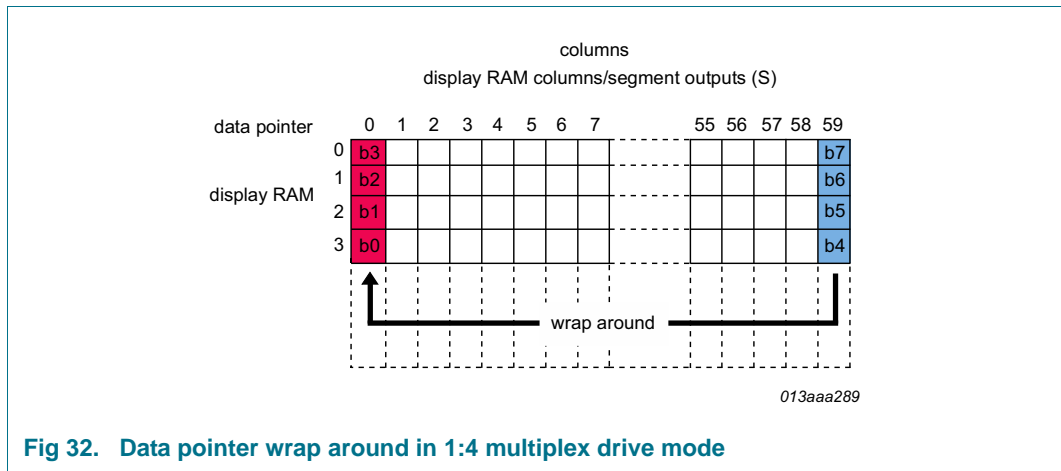 columns
display RAM columns/segment outputs (S)
data pointer 0 1 2 3 4 5 6 7 55 56 57 58 59
0 b3 b7
1 b2 b6
display RAM
2 b1 b5
3 b0 b4
wrap around
013aaa289
Fig 32. Data pointer wrap around in 1:4 multiplex drive mode